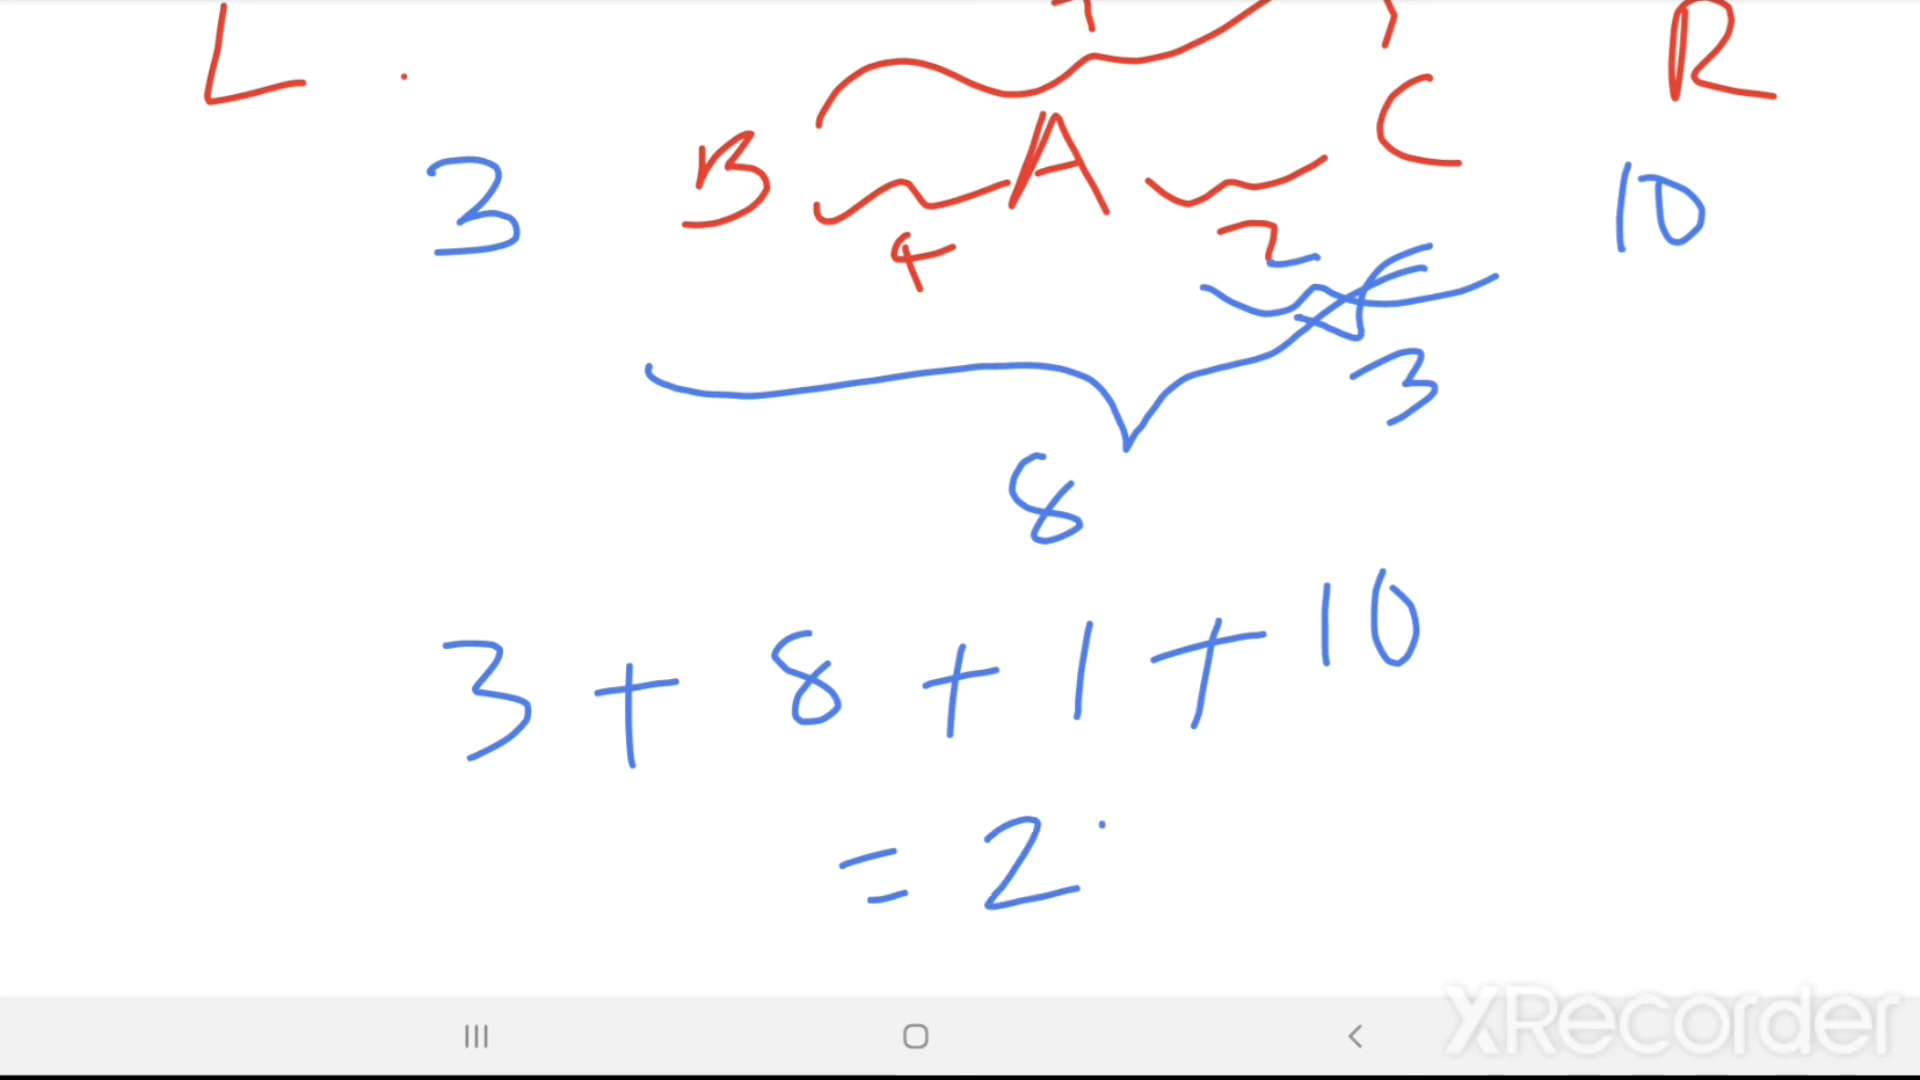 L . R
B A C
3 10
4 2
3
8
3 + 8 + 1 + 10
= 2
XRecorder